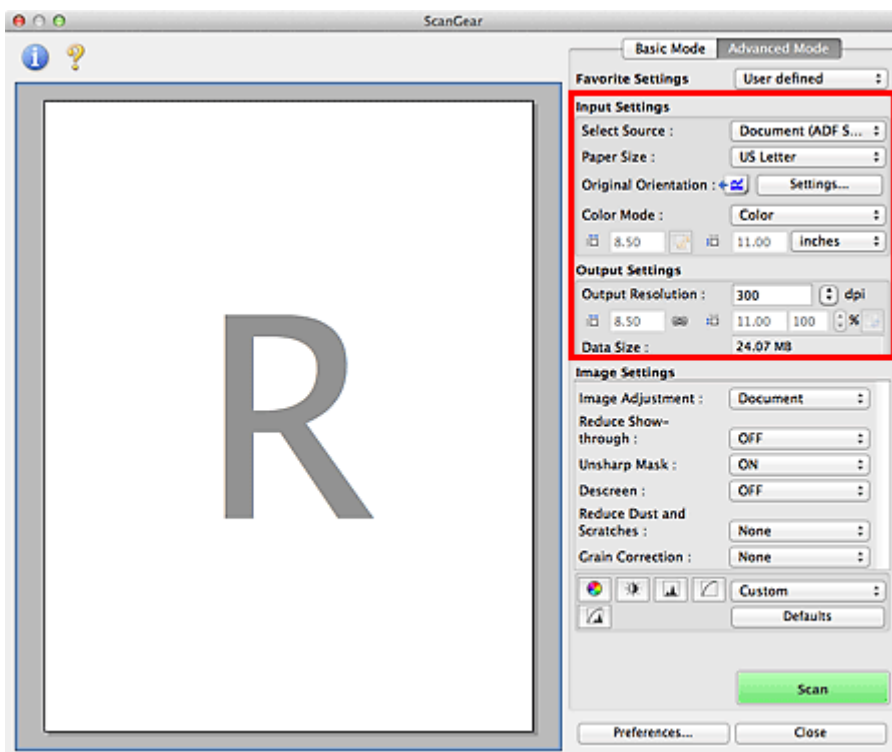 ScanGear
Basic Mode Advanced Mode
Favorite Settings User defined
Input Settings
Select Source : Document (ADF S...
Paper Size : US Letter
Original Orientation : R Settings...
Color Mode : Color
8.50 11.00 inches
Output Settings
Output Resolution : 300 dpi
8.50 11.00 100 %
Data Size : 24.07 MB
Image Settings
Image Adjustment : Document
Reduce Show-
through : OFF
Unsharp Mask : ON
Descreen : OFF
Reduce Dust and
Scratches : None
Grain Correction : None
Custom
Defaults
Scan
Preferences... Close
R